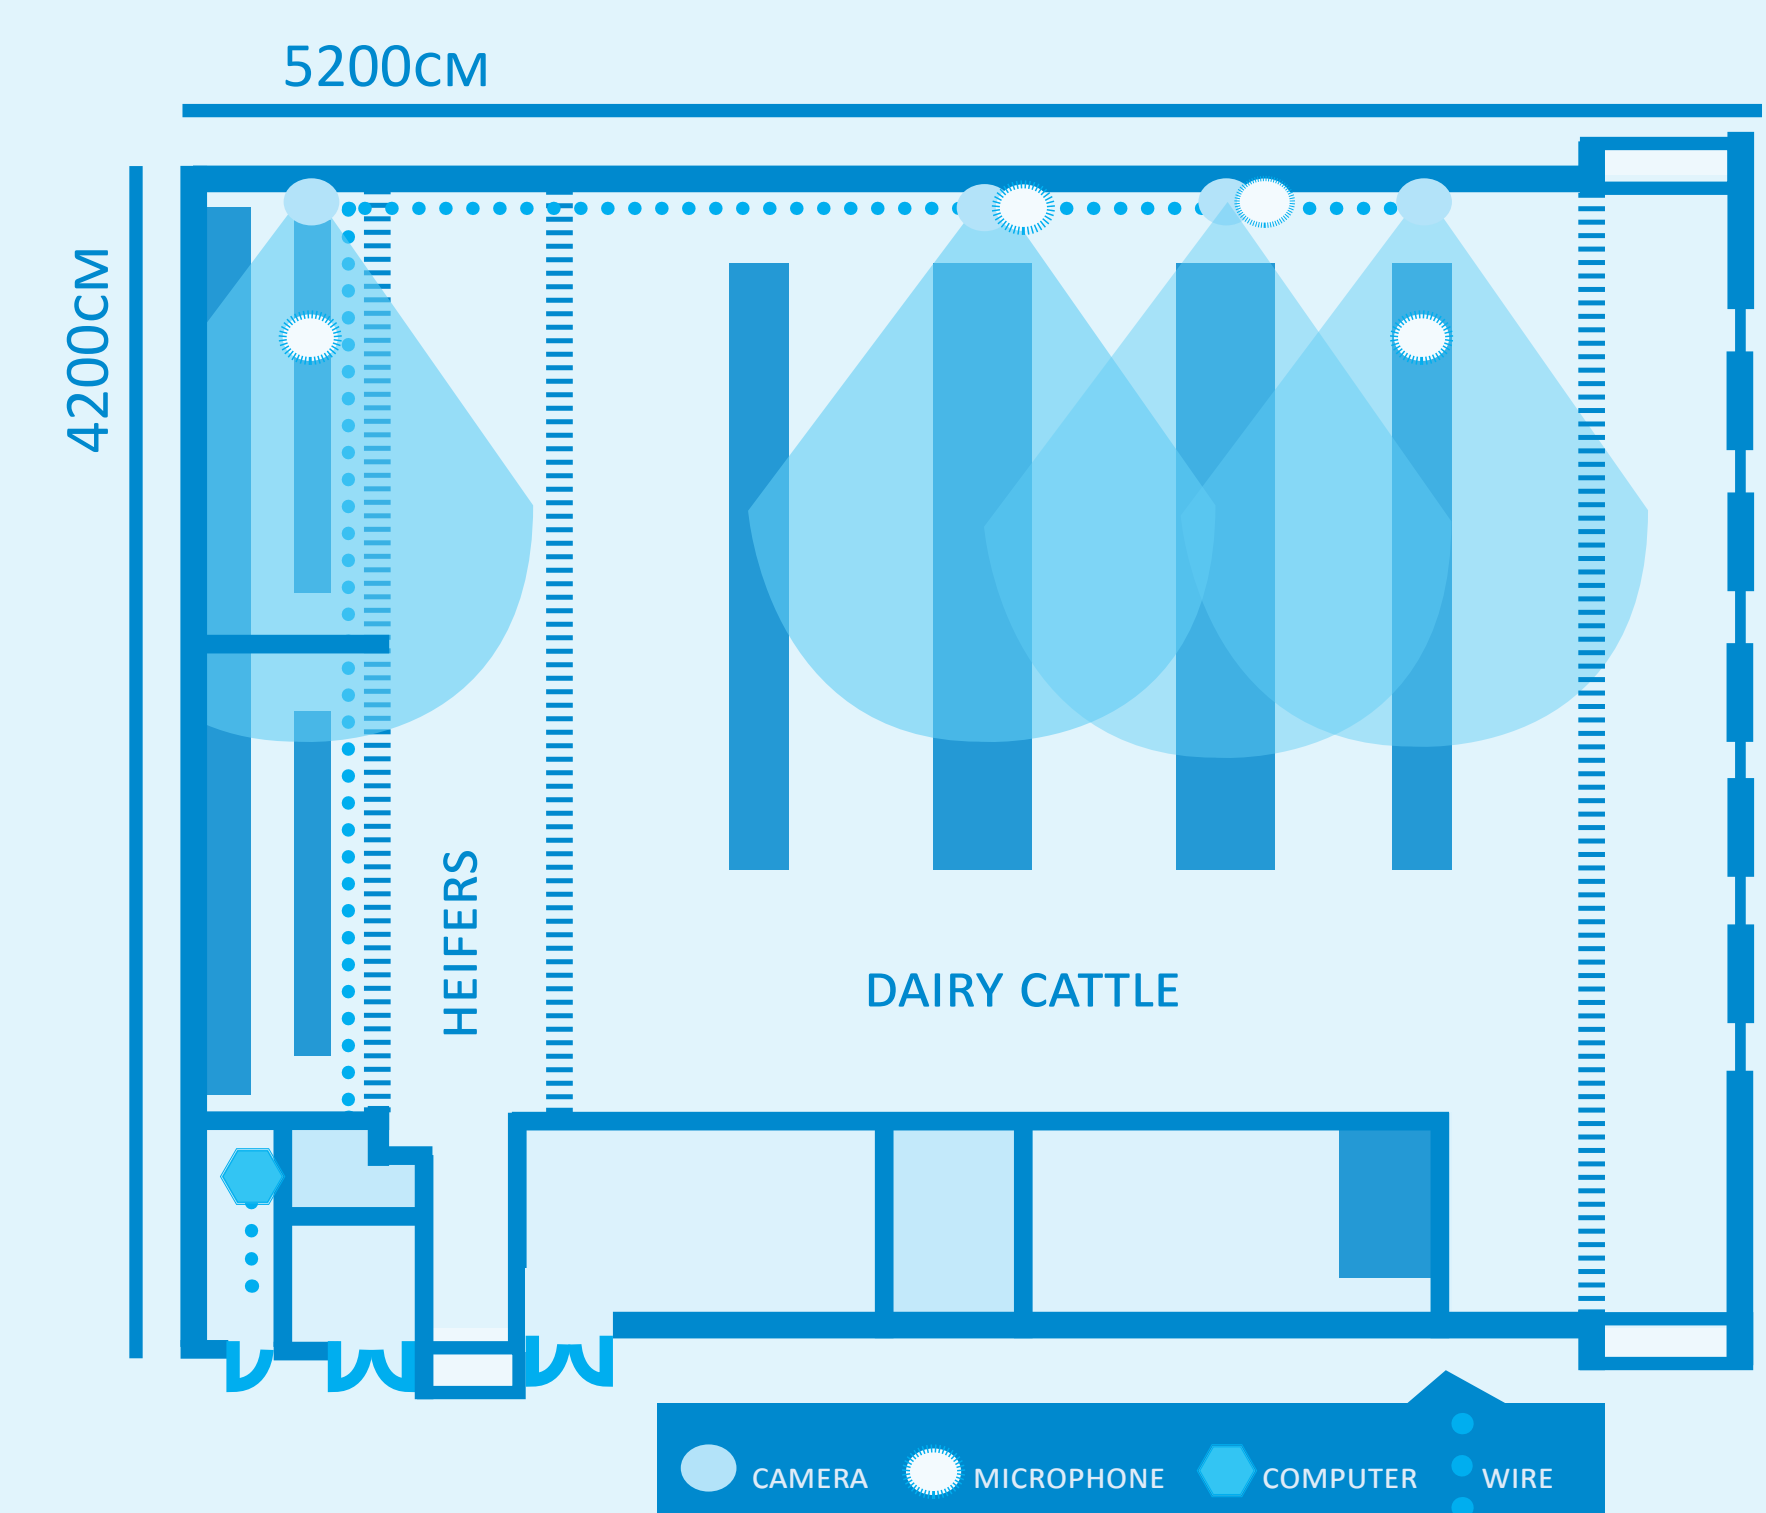 5200CM
4200CM
HEIFERS
DAIRY CATTLE
CAMERA
MICROPHONE
COMPUTER
WIRE